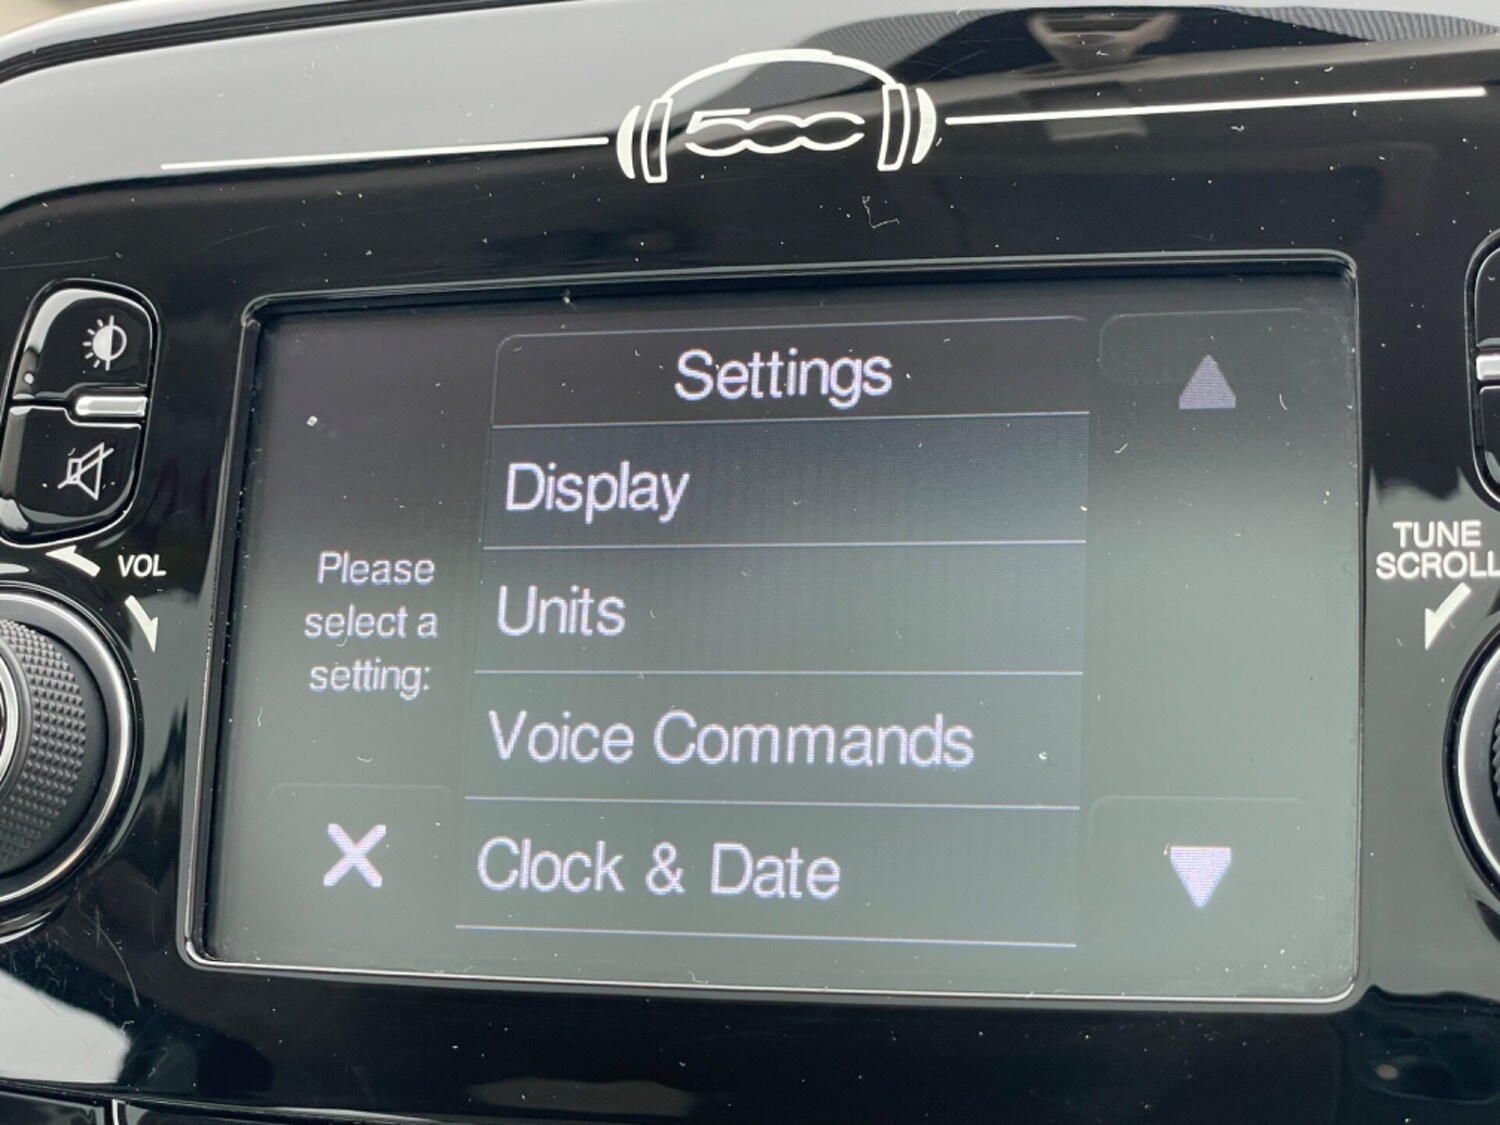 500
Settings
Display
Units
Voice Commands
Clock & Date
Please
select a
setting:
VOL
TUNE
SCROLL